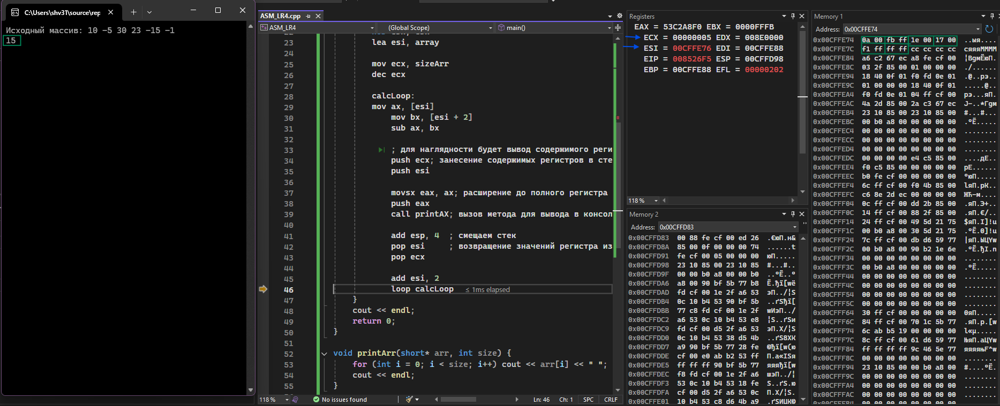 C:\Users\shv31\source\rep
Исходный массив: 10 -5 30 23 -15 -1
15
ASM_LR4.cpp
ASM_LR4
(Global Scope)
main()
23 lea esi, array
24
25 mov ecx, sizeArr
26 dec ecx
27
28 calcLoop:
29 mov ax, [esi]
30 mov bx, [esi + 2]
31 sub ax, bx
32
33 ; для наглядности будет вывод содержимого реги
34 push ecx; занесение содержимых регистров в сте
35 push esi
36
37 movsx eax, ax; расширение до полного регистра
38 push eax
39 call printAX; вызов метода для вывода в консол
40
41 add esp, 4 ; смещаем стек
42 pop esi ; возвращение значений регистра из
43 pop ecx
44
45 add esi, 2
46 loop calcLoop ≤ 1ms elapsed
47 }
48 cout << endl;
49 return 0;
50 }
51
52 void printArr(short* arr, int size) {
53 for (int i = 0; i < size; i++) cout << arr[i] << " ";
54 cout << endl;
55 }
118 %
No issues found
Ln: 46
Ch: 1
SPC
CRLF
Registers
EAX = 53C2A8F0 EBX = 0000FFFB
ECX = 00000005 EDX = 008E0000
ESI = 00CFFE76 EDI = 00CFFE88
EIP = 008526F5 ESP = 00CFFD98
EBP = 00CFFE88 EFL = 00000202
118 %
Memory 2
Address: 0x00CFFD83
0x00CFFD83 00 88 fe cf 00 ed 26 .€юП.н&
0x00CFFD8A 85 00 0f 00 00 00 74 ......t
0x00CFFD91 fe cf 00 05 00 00 00 юП.....
0x00CFFD98 23 10 85 00 23 10 85 #...#..
0x00CFFD9F 00 00 b0 a8 00 00 b0 ..°Ё..°
0x00CFFDA6 a8 00 90 bf 5b 77 b8 Ё.ђї[wё
0x00CFFDAD fd cf 00 1e 2f a6 53 эП../¦S
0x00CFFDB4 0c 10 b4 53 90 bf 5b ..ґSђї[
0x00CFFDBB 77 c8 fd cf 00 1e 2f wИэП../
0x00CFFDC2 a6 53 0c 10 b4 53 e8 ¦S..ґSи
0x00CFFDC9 fd cf 00 d5 2f a6 53 эП.Х/¦S
0x00CFFDD0 0c 10 b4 53 38 d5 4b ..ґS8ХK
0x00CFFDD7 a9 90 bf 5b 77 28 fe ©ђї[w(ю
0x00CFFDDE cf 00 e0 ab b2 53 ff П.а«ІSя
0x00CFFDE5 ff ff ff 90 bf 5b 77 яяяђї[w
0x00CFFDEC f8 fd cf 00 1e 2f a6 шэП../¦
0x00CFFDF3 53 0c 10 b4 53 18 fe S..ґS.ю
0x00CFFDFA cf 00 d5 2f a6 53 0c П.Х/¦S.
0x00CFFE01 10 b4 53 c8 d6 4b a9 .ґSИЦK©
Memory 1
Address: 0x00CFFE74
0x00CFFE74 0a 00 fb ff 1e 00 17 00 ..ыя....
0x00CFFE7C f1 ff ff ff cc cc cc cc сяяяММММ
0x00CFFE84 a6 c2 67 ec a8 fe cf 00 ¦ВgмЁюП.
0x00CFFE8C 03 2f 85 00 01 00 00 00 ./......
0x00CFFE94 18 40 0f 01 f0 fd 0e 01 .@..рэ..
0x00CFFE9C 01 00 00 00 18 40 0f 01 .....@..
0x00CFFEA4 f0 fd 0e 01 04 ff cf 00 рэ...яП.
0x00CFFEAC 4a 2d 85 00 2a c3 67 ec J-..*Гgм
0x00CFFEB4 23 10 85 00 23 10 85 00 #...#...
0x00CFFEBC 00 b0 a8 00 00 00 00 00 .°Ё.....
0x00CFFEC4 00 00 00 00 00 00 00 00 ........
0x00CFFECC 00 00 00 00 00 00 00 00 ........
0x00CFFED4 00 00 00 00 00 00 00 00 ........
0x00CFFEDC 00 00 00 00 e4 c5 85 00 ....дЕ..
0x00CFFEE4 f0 c5 85 00 00 00 00 00 рЕ......
0x00CFFEEC b0 fe cf 00 00 00 00 00 °юП.....
0x00CFFEF4 6c ff cf 00 f0 4b 85 00 lяП.рK..
0x00CFFEFC c6 8e 2d ec 00 00 00 00 ЖЋ-м....
0x00CFFF04 0c ff cf 00 dd 2b 85 00 .яП.Э+..
0x00CFFF0C 14 ff cf 00 88 2f 85 00 .яП.€/..
0x00CFFF14 24 ff cf 00 49 5d 21 75 $яП.I]!u
0x00CFFF1C 00 b0 a8 00 30 5d 21 75 .°Ё.0]!u
0x00CFFF24 7c ff cf 00 db d6 59 77 |яП.ЫЦYw
0x00CFFF2C 00 b0 a8 00 90 b2 1e 6e .°Ё.ђІ.n
0x00CFFF34 00 00 00 00 00 00 00 00 ........
0x00CFFF3C 00 b0 a8 00 00 00 00 00 .°Ё.....
0x00CFFF44 00 00 00 00 00 00 00 00 ........
0x00CFFF4C 00 00 00 00 00 00 00 00 ........
0x00CFFF54 00 00 00 00 00 00 00 00 ........
0x00CFFF5C 00 00 00 00 00 00 00 00 ........
0x00CFFF64 30 ff cf 00 00 00 00 00 0яП.....
0x00CFFF6C 84 ff cf 00 70 1c 5b 77 .яП.p.[w
0x00CFFF74 6c ab b5 19 00 00 00 00 l«µ.....
0x00CFFF7C 8c ff cf 00 61 d6 59 77 ЊяП.aЦYw
0x00CFFF84 ff ff ff ff 9c 46 5e 77 яяяяњF^w
0x00CFFF8C 00 00 00 00 00 00 00 00 ........
0x00CFFF94 23 10 85 00 00 b0 a8 00 #....°Ё.
0x00CFFF9C 00 00 00 00 00 00 00 00 ........
0x00CFFFA4 00 00 00 00 00 00 00 00 ........
0x00CFFFAC 00 00 00 00 00 00 00 00 ........